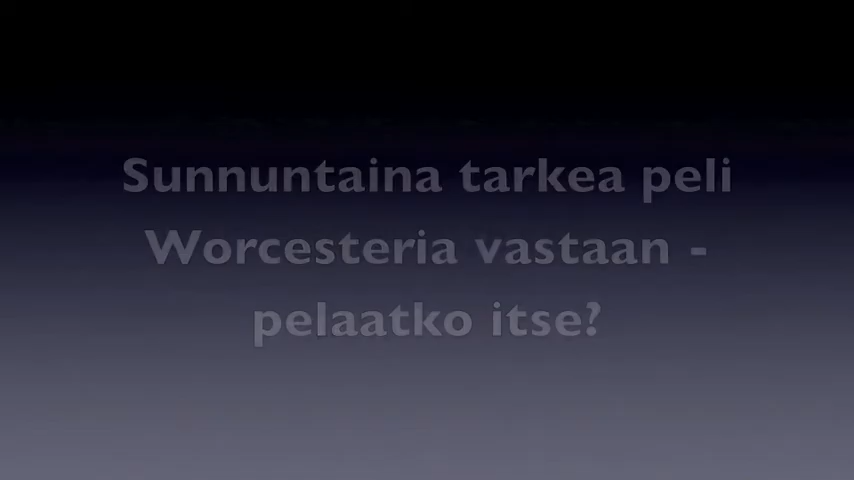 Sunnuntaina tarkea peli
Worcesteria vastaan -
pelaatko itse?